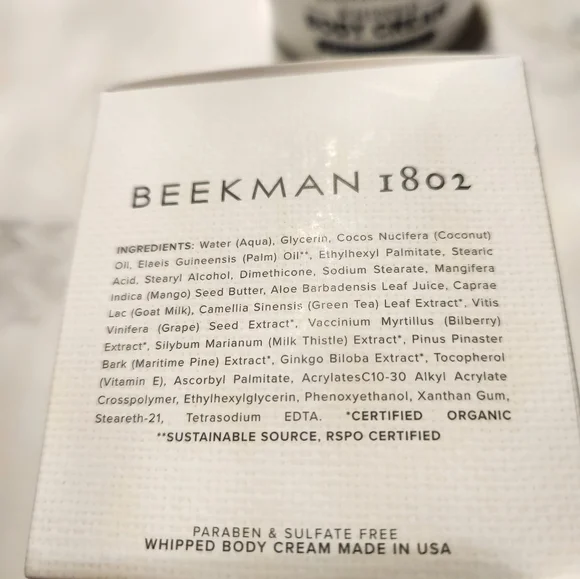 BODY CREAM
BEEKMAN 1802
INGREDIENTS: Water (Aqua), Glycerin, Cocos Nucifera (Coconut)
Oil, Elaeis Guineensis (Palm) Oil**, Ethylhexyl Palmitate, Stearic
Acid, Stearyl Alcohol, Dimethicone, Sodium Stearate, Mangifera
Indica (Mango) Seed Butter, Aloe Barbadensis Leaf Juice, Caprae
Lac (Goat Milk), Camellia Sinensis (Green Tea) Leaf Extract*, Vitis
Vinifera (Grape) Seed Extract*, Vaccinium Myrtillus (Bilberry)
Extract*, Silybum Marianum (Milk Thistle) Extract*, Pinus Pinaster
Bark (Maritime Pine) Extract*, Ginkgo Biloba Extract*, Tocopherol
(Vitamin E), Ascorbyl Palmitate, AcrylatesC10-30 Alkyl Acrylate
Crosspolymer, Ethylhexylglycerin, Phenoxyethanol, Xanthan Gum,
Steareth-21, Tetrasodium EDTA. *CERTIFIED ORGANIC
**SUSTAINABLE SOURCE, RSPO CERTIFIED
PARABEN & SULFATE FREE
WHIPPED BODY CREAM MADE IN USA